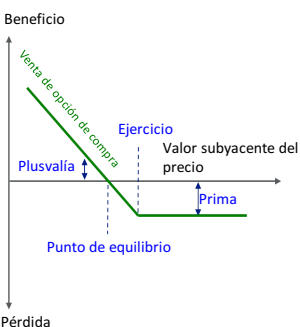 Beneficio
Venta de opción de compra
Ejercicio
Valor subyacente del
precio
Plusvalía
Prima
Punto de equilibrio
Pérdida